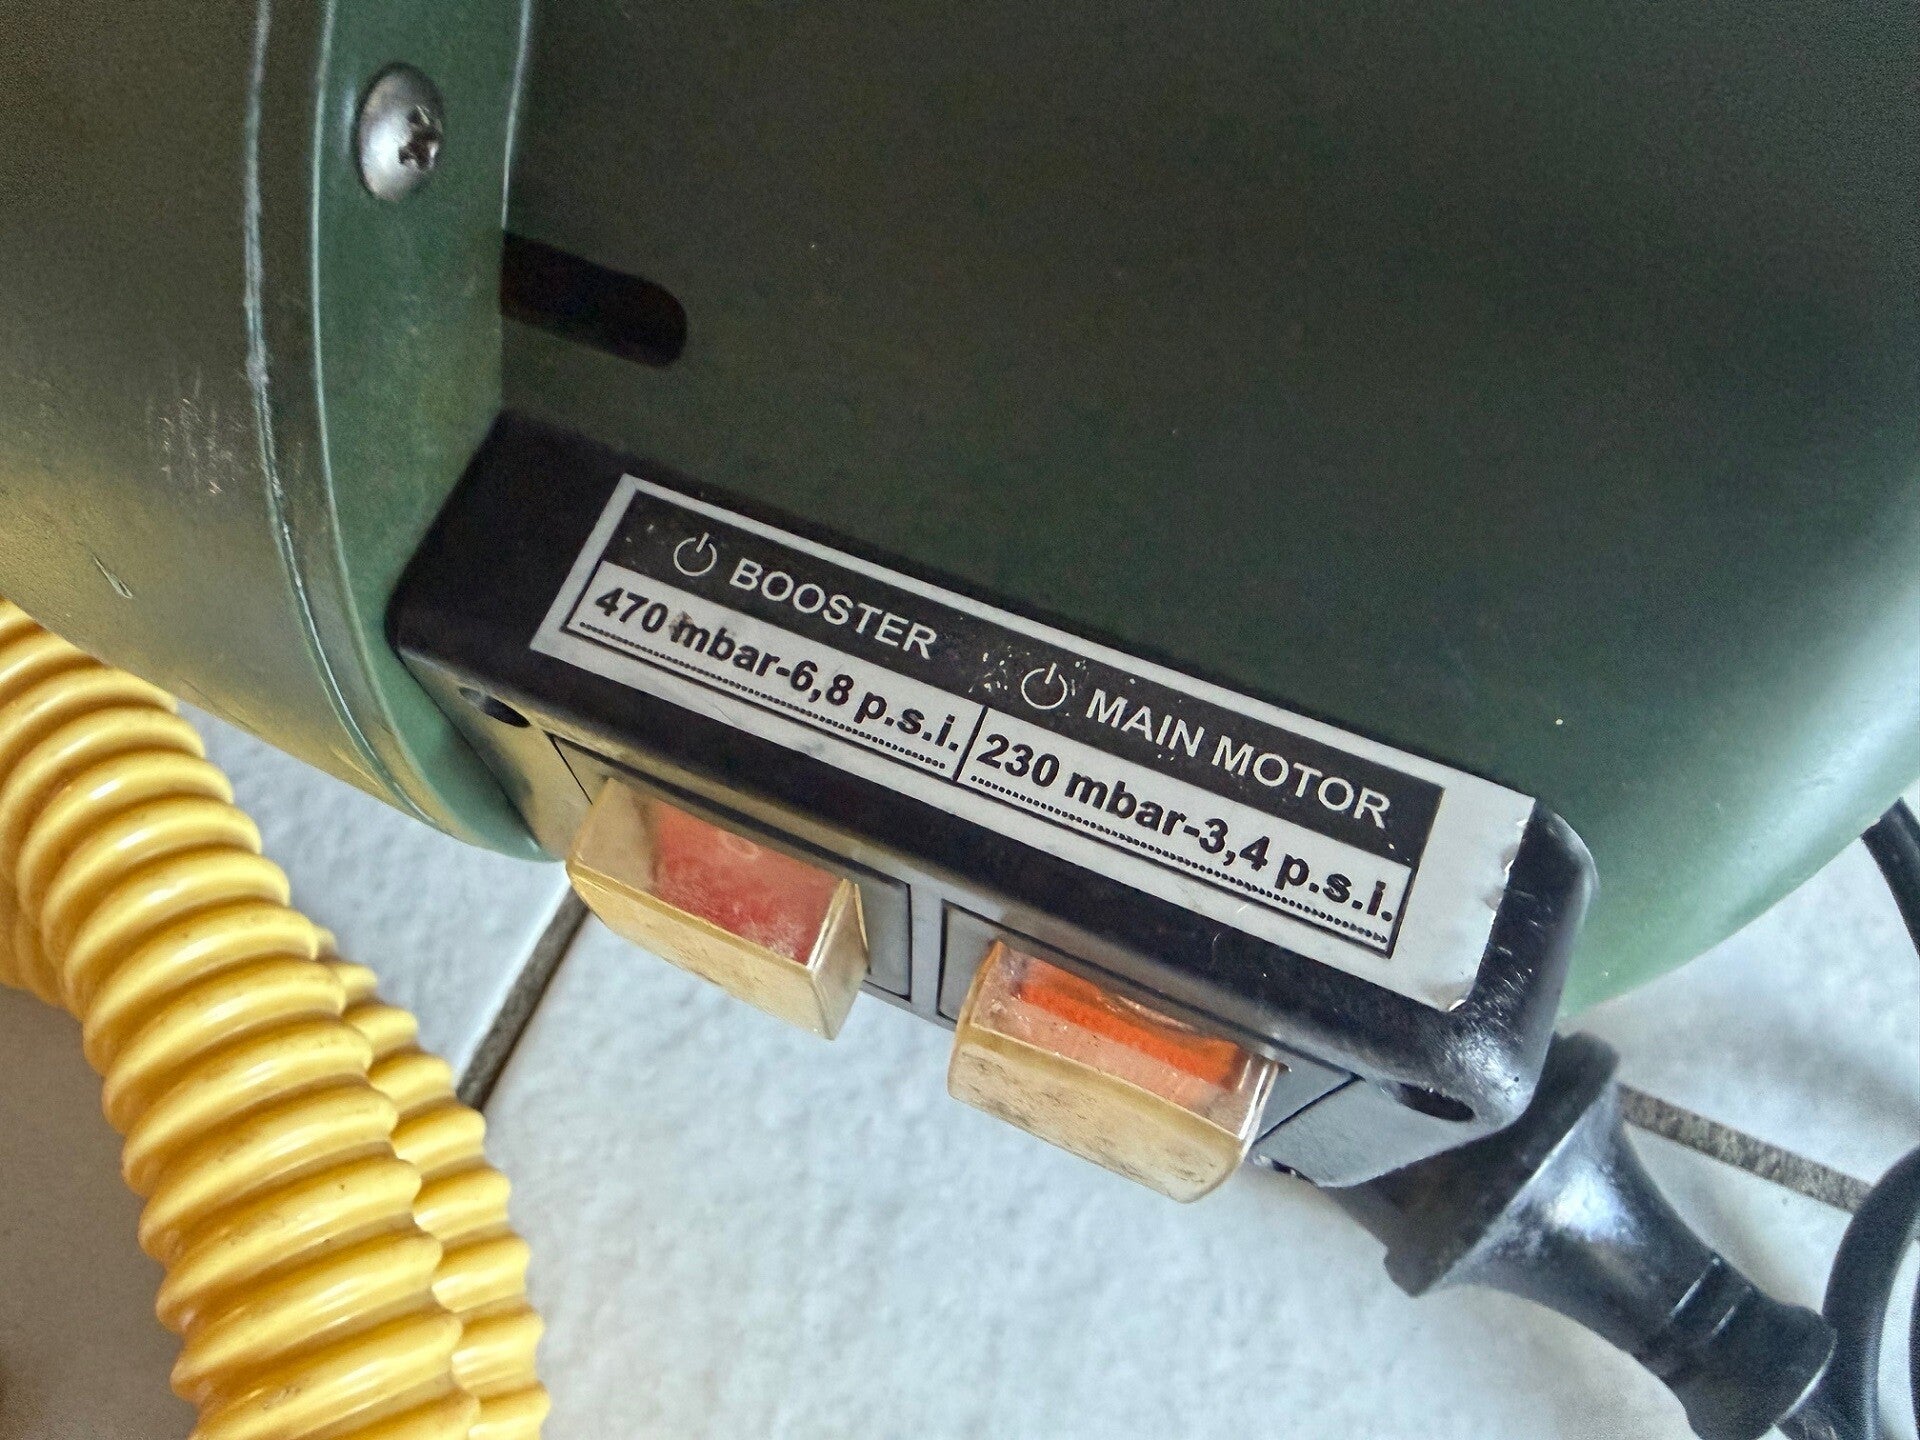 BOOSTER
470 mbar-6,8 p.s.i.
MAIN MOTOR
230 mbar-3,4 p.s.i.